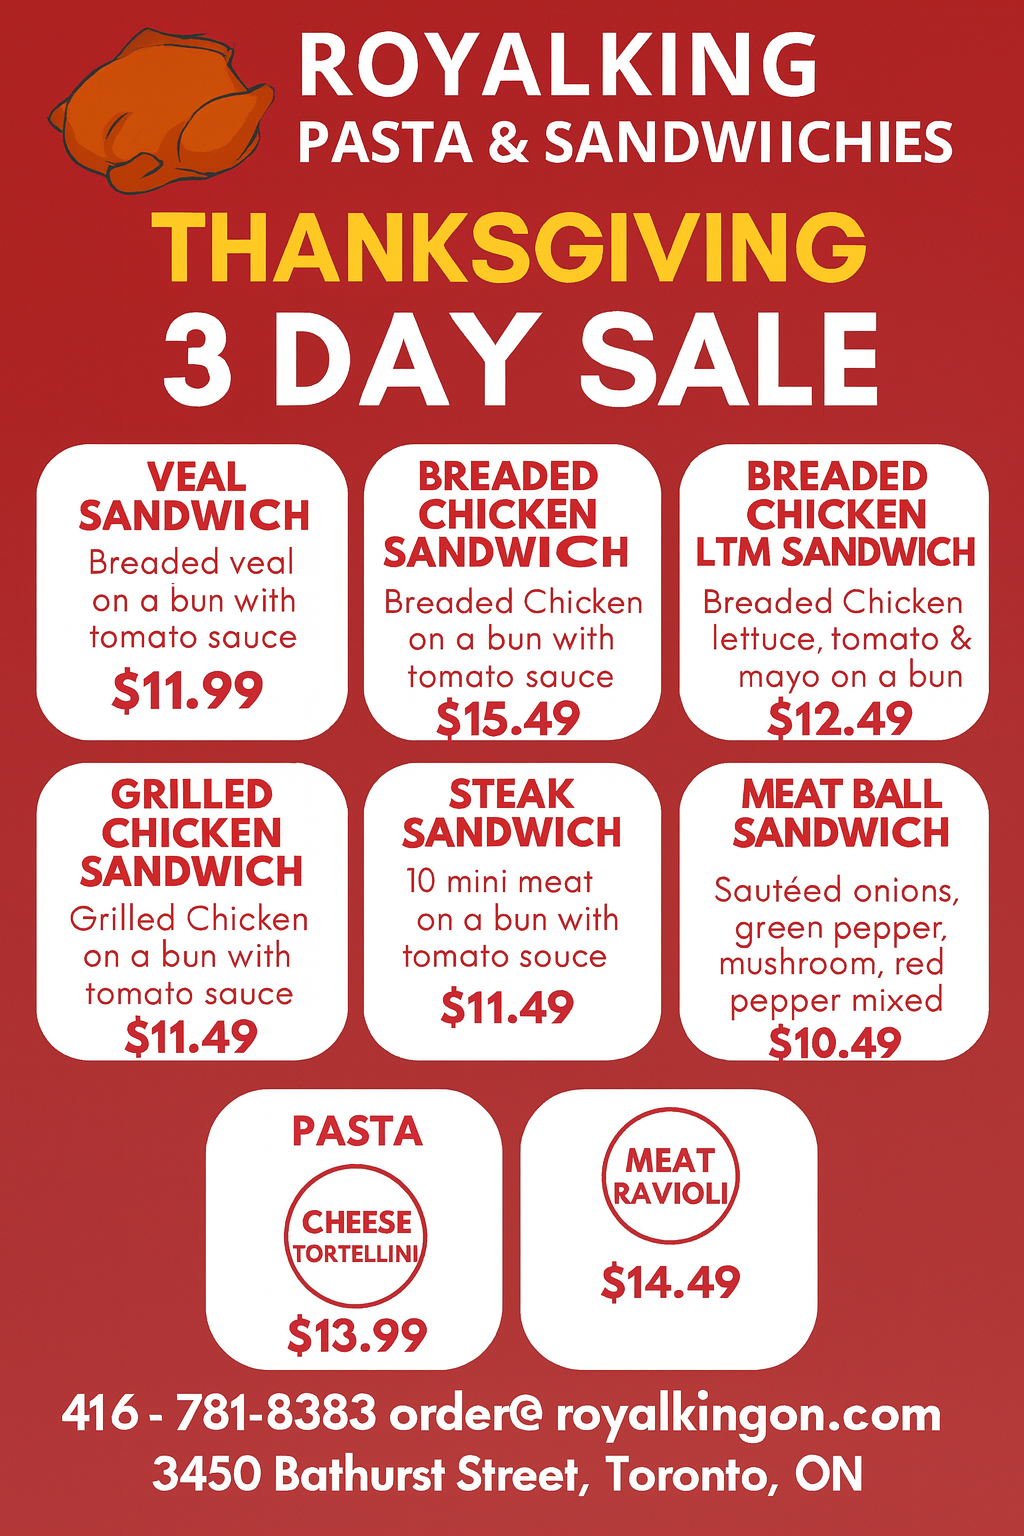 ROYALKING
PASTA & SANDWIICHIES
THANKSGIVING
3 DAY SALE
VEAL
SANDWICH
Breaded veal
on a bun with
tomato sauce
$11.99
BREADED
CHICKEN
SANDWICH
Breaded Chicken
on a bun with
tomato sauce
$15.49
BREADED
CHICKEN
LTM SANDWICH
Breaded Chicken
lettuce, tomato &
mayo on a bun
$12.49
GRILLED
CHICKEN
SANDWICH
Grilled Chicken
on a bun with
tomato sauce
$11.49
STEAK
SANDWICH
10 mini meat
on a bun with
tomato souce
$11.49
MEAT BALL
SANDWICH
Sautéed onions,
green pepper,
mushroom, red
pepper mixed
$10.49
PASTA
CHEESE
TORTELLINI
$13.99
MEAT
RAVIOLI
$14.49
416 - 781-8383 order@ royalkingon.com
3450 Bathurst Street, Toronto, ON